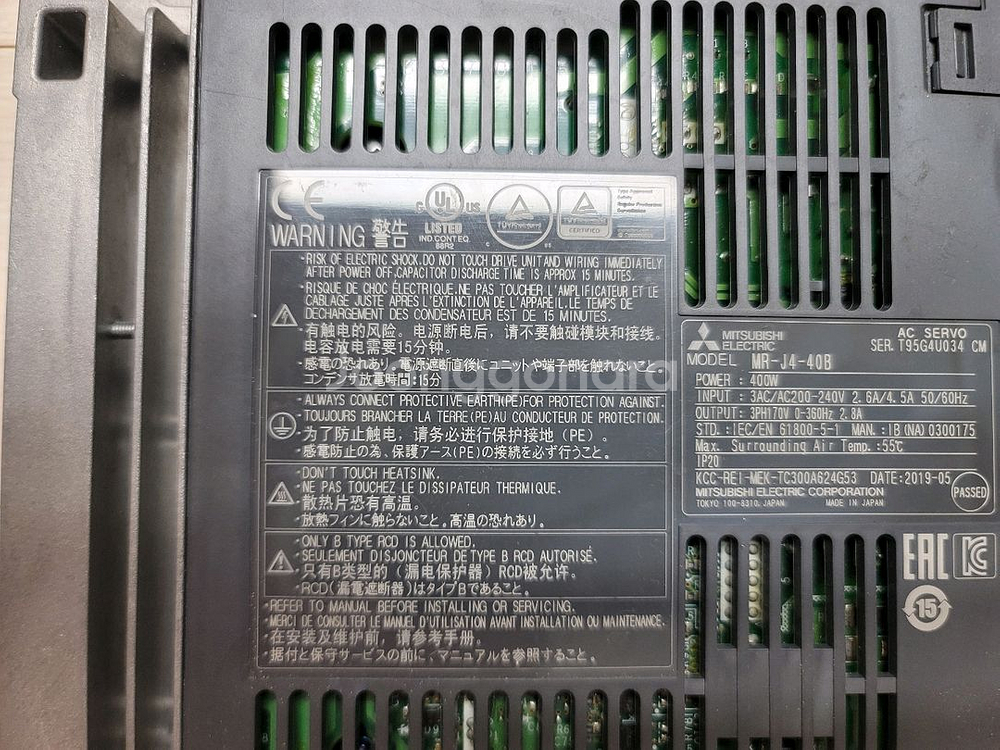 CE
C UL US
LISTED
IND.CONT.EQ.
88R2
TÜVRheinland
CERTIFIED
Type Approved
Safety
Regular Production
Surveillance
WARNING 警告
・RISK OF ELECTRIC SHOCK.DO NOT TOUCH DRIVE UNIT AND WIRING IMMEDIATELY
AFTER POWER OFF.CAPACITOR DISCHARGE TIME IS APPROX 15 MINUTES.
・RISQUE DE CHOC ÉLECTRIQUE.NE PAS TOUCHER L'AMPLIFICATEUR ET LE
CABLAGE JUSTE APRÈS L'EXTINCTION DE L'APPAREIL.LE TEMPS DE
DECHARGEMENT DES CONDENSATEUR EST DE 15 MINUTES.
・有触电的风险。电源断电后，请不要触碰模块和接线。
电容放电需要15分钟。
・感電の恐れあり、電源遮断直後にユニットや端子部を触れないこと。
コンデンサ放電時間：15分
・ALWAYS CONNECT PROTECTIVE EARTH(PE)FOR PROTECTION AGAINST.
・TOUJOURS BRANCHER LA TERRE(PE)AU CONDUCTEUR DE PROTECTION.
・为了防止触电，请务必进行保护接地（PE）。
・感電防止の為、保護アース(PE)の接続を必ず行うこと。
・DON'T TOUCH HEATSINK.
・NE PAS TOUCHEZ LE DISSIPATEUR THERMIQUE.
・散热片恐有高温。
・放熱フィンに触らないこと。高温の恐れあり。
・ONLY B TYPE RCD IS ALLOWED.
・SEULEMENT DISJONCTEUR DE TYPE B RCD AUTORISÉ.
・只有B类型的（漏电保护器）RCD被允许。
・RCD(漏電遮断器)はタイプBであること。
・REFER TO MANUAL BEFORE INSTALLING OR SERVICING.
・MERCI DE CONSULTER LE MANUEL D'UTILISATION AVANT INSTALLATION OU MAINTENANCE.
・在安装及维护前，请参考手册。
・据付と保守サービスの前に、マニュアルを参照すること。
MITSUBISHI
ELECTRIC
AC SERVO
SER. T95G4U034 CM
MODEL MR-J4-40B
POWER : 400W
INPUT : 3AC/AC200-240V 2.6A/4.5A 50/60Hz
OUTPUT: 3PH170V 0-360Hz 2.8A
STD.:IEC/EN 61800-5-1 MAN.:IB(NA)0300175
Max. Surrounding Air Temp.:55℃
IP20
KCC-REI-MEK-TC300A624G53 DATE:2019-05
MITSUBISHI ELECTRIC CORPORATION
TOKYO 100-8310, JAPAN MADE IN JAPAN
PASSED
EAC
15